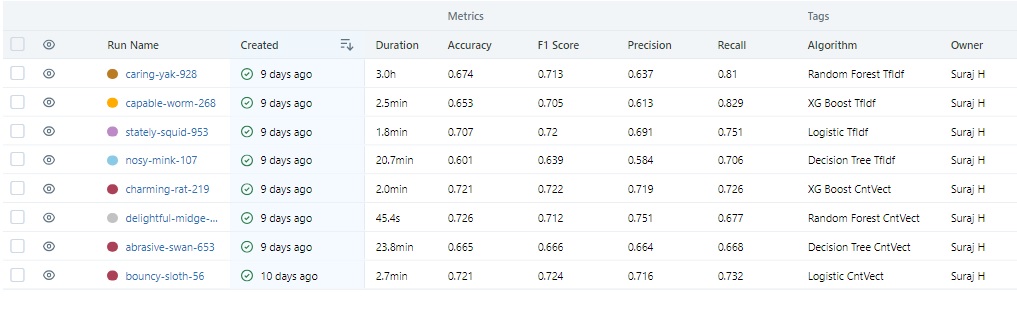 Metrics Tags
Run Name Created Duration Accuracy F1 Score Precision Recall Algorithm Owner
caring-yak-928 9 days ago 3.0h 0.674 0.713 0.637 0.81 Random Forest TfIdf Suraj H
capable-worm-268 9 days ago 2.5min 0.653 0.705 0.613 0.829 XG Boost TfIdf Suraj H
stately-squid-953 9 days ago 1.8min 0.707 0.72 0.691 0.751 Logistic TfIdf Suraj H
nosy-mink-107 9 days ago 20.7min 0.601 0.639 0.584 0.706 Decision Tree TfIdf Suraj H
charming-rat-219 9 days ago 2.0min 0.721 0.722 0.719 0.726 XG Boost CntVect Suraj H
delightful-midge-... 9 days ago 45.4s 0.726 0.712 0.751 0.677 Random Forest CntVect Suraj H
abrasive-swan-653 9 days ago 23.8min 0.665 0.666 0.664 0.668 Decision Tree CntVect Suraj H
bouncy-sloth-56 10 days ago 2.7min 0.721 0.724 0.716 0.732 Logistic CntVect Suraj H